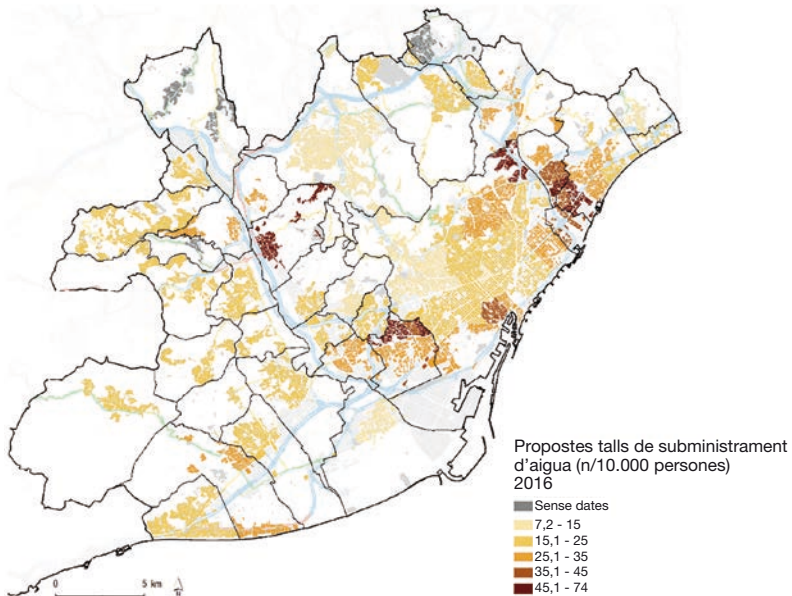 Propostes talls de subministrament
d'aigua (n/10.000 persones)
2016
Sense dates
7,2 - 15
15,1 - 25
25,1 - 35
35,1 - 45
45,1 - 74
0 5 km N